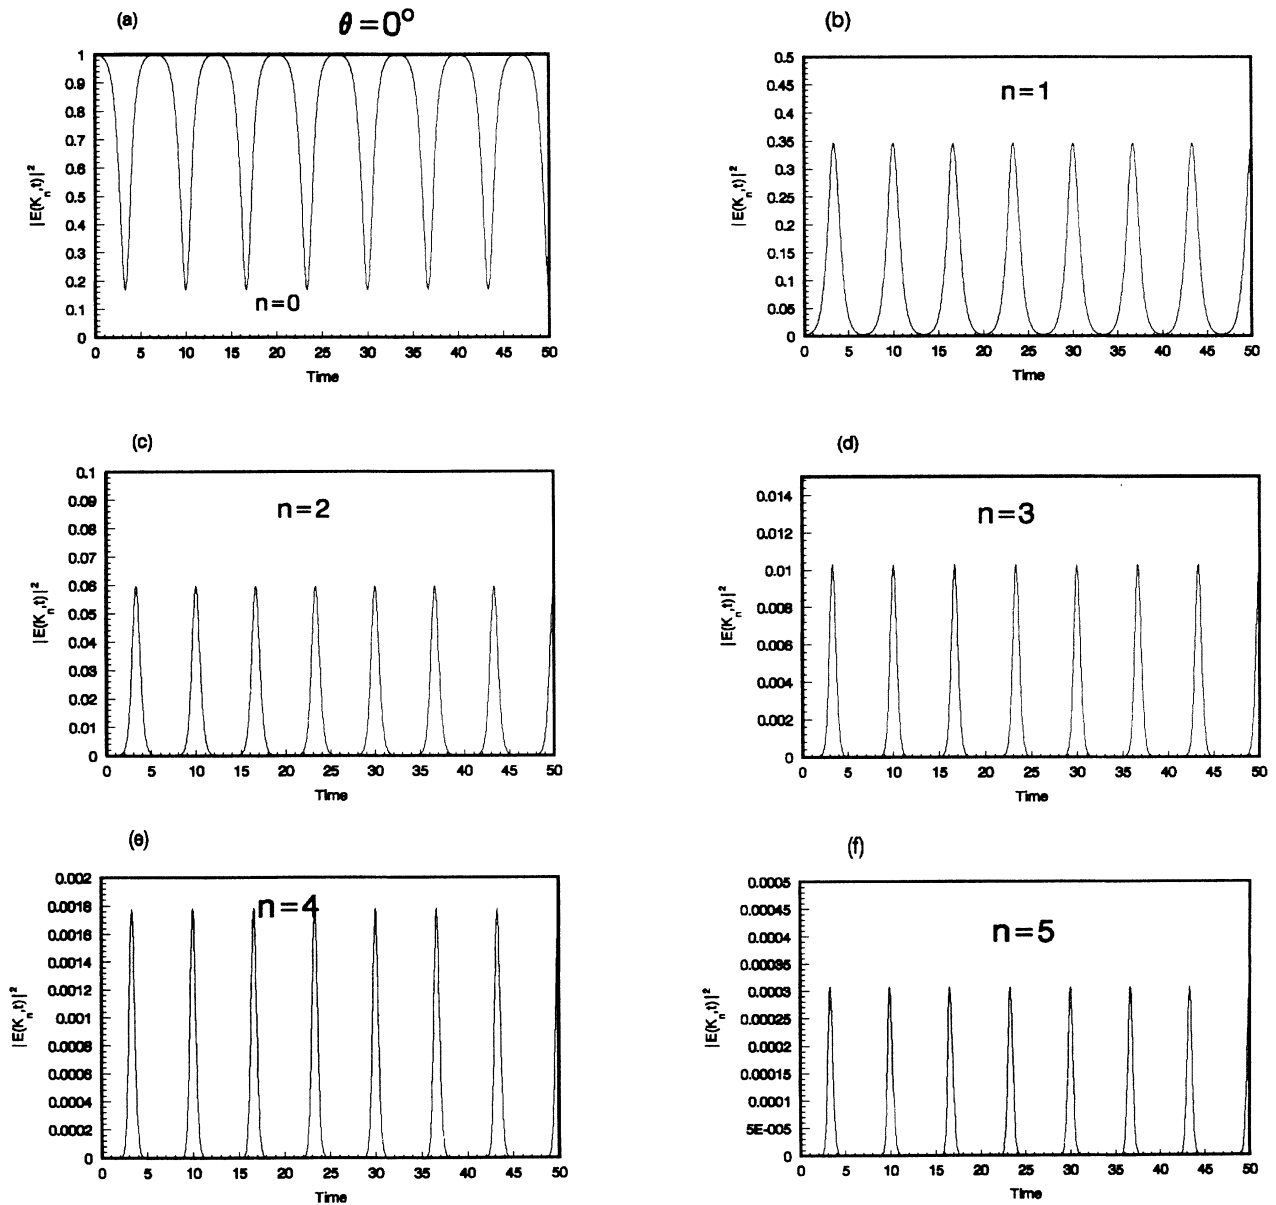 (a)
θ=0°
1
0.9
0.8
0.7
0.6
0.5
0.4
0.3
0.2
0.1
0
|E(K_n,t)|²
n=0
0 5 10 15 20 25 30 35 40 45 50
Time
(b)
0.5
0.45
0.4
0.35
0.3
0.25
0.2
0.15
0.1
0.05
0
|E(K_n,t)|²
n=1
0 5 10 15 20 25 30 35 40 45 50
Time
(c)
0.1
0.09
0.08
0.07
0.06
0.05
0.04
0.03
0.02
0.01
0
|E(K_n,t)|²
n=2
0 5 10 15 20 25 30 35 40 45 50
Time
(d)
0.014
0.012
0.01
0.008
0.006
0.004
0.002
0
|E(K_n,t)|²
n=3
0 5 10 15 20 25 30 35 40 45 50
Time
(e)
0.002
0.0018
0.0016
0.0014
0.0012
0.001
0.0008
0.0006
0.0004
0.0002
0
|E(K_n,t)|²
n=4
0 5 10 15 20 25 30 35 40 45 50
Time
(f)
0.0005
0.00045
0.0004
0.00035
0.0003
0.00025
0.0002
0.00015
0.0001
5E-005
0
|E(K_n,t)|²
n=5
0 5 10 15 20 25 30 35 40 45 50
Time